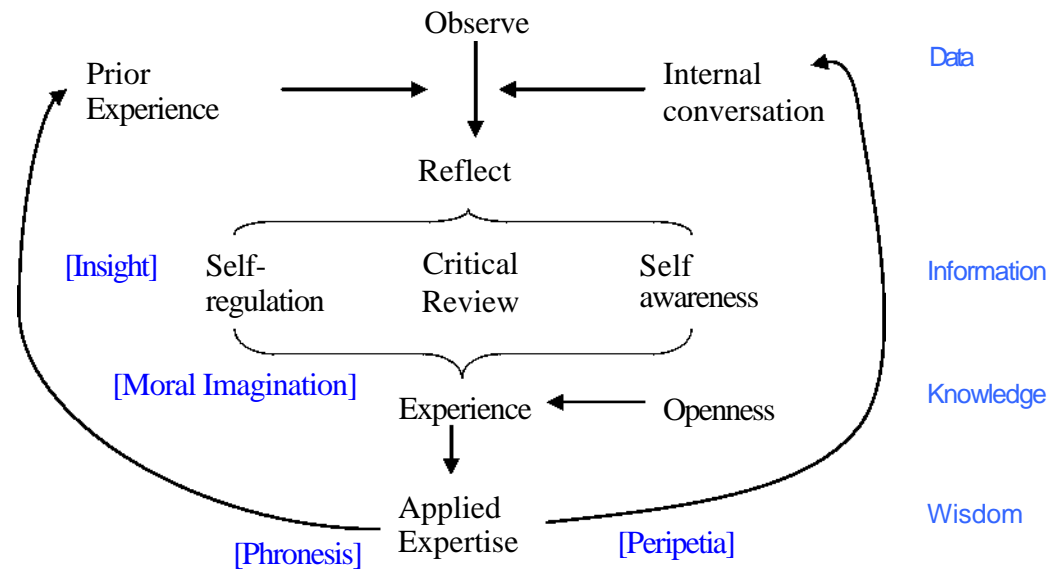 Observe
Data
Prior
Experience
Internal
conversation
Reflect
[Insight]
Self-
regulation
Critical
Review
Self
awareness
Information
[Moral Imagination]
Experience
Openness
Knowledge
Applied
Expertise
[Phronesis]
[Peripetia]
Wisdom